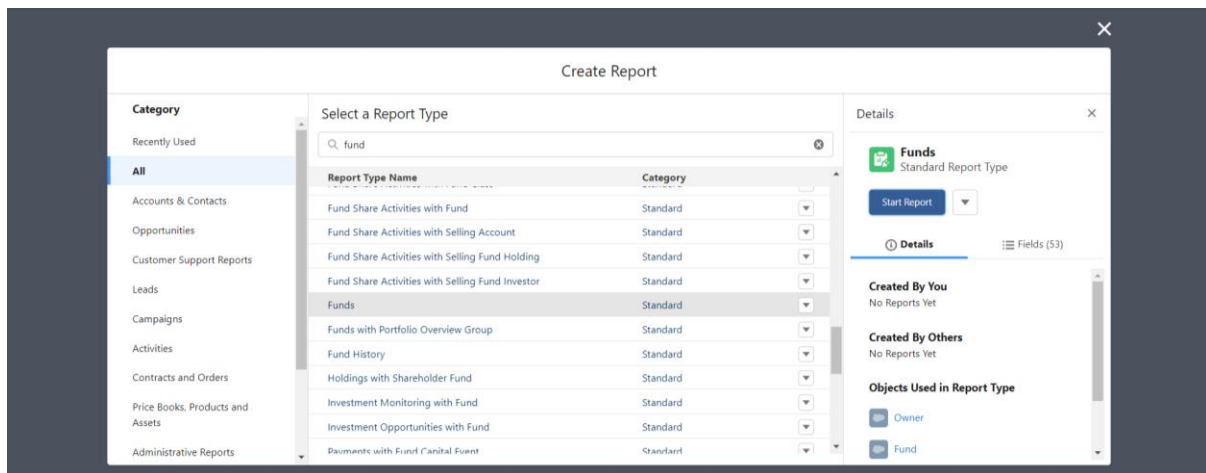 Create Report
Category
Recently Used
All
Accounts & Contacts
Opportunities
Customer Support Reports
Leads
Campaigns
Activities
Contracts and Orders
Price Books, Products and
Assets
Administrative Reports
Select a Report Type
fund
Report Type Name Category
Fund Share Activities with Fund Standard
Fund Share Activities with Selling Account Standard
Fund Share Activities with Selling Fund Holding Standard
Fund Share Activities with Selling Fund Investor Standard
Funds Standard
Funds with Portfolio Overview Group Standard
Fund History Standard
Holdings with Shareholder Fund Standard
Investment Monitoring with Fund Standard
Investment Opportunities with Fund Standard
Payments with Fund Capital Event Standard
Details
Funds
Standard Report Type
Start Report
Details Fields (53)
Created By You
No Reports Yet
Created By Others
No Reports Yet
Objects Used in Report Type
Owner
Fund